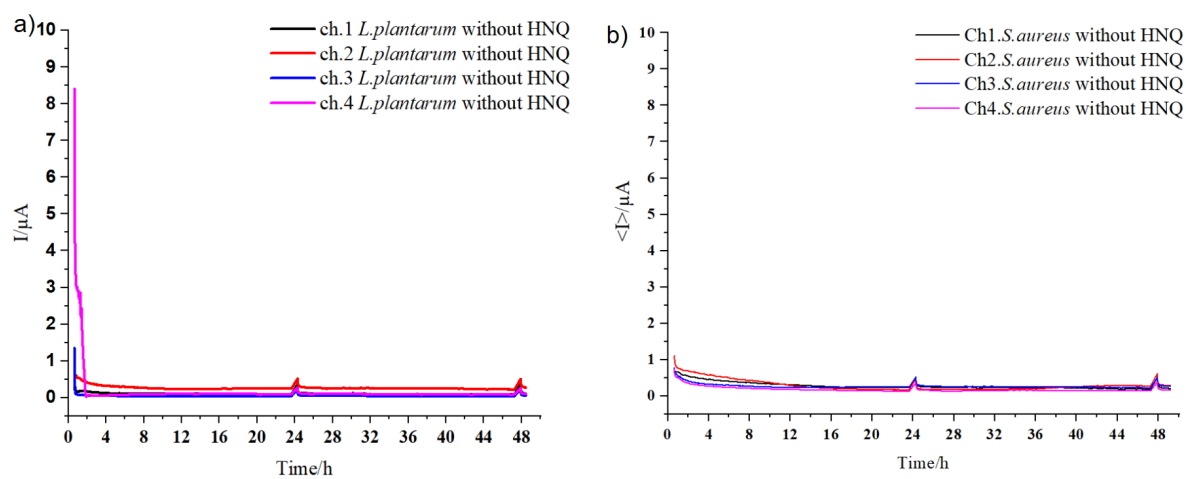 a)
ch.1 L.plantarum without HNQ
ch.2 L.plantarum without HNQ
ch.3 L.plantarum without HNQ
ch.4 L.plantarum without HNQ
10
9
8
7
6
5
4
3
2
1
0
I/μA
0 4 8 12 16 20 24 28 32 36 40 44 48
Time/h
b)
Ch1.S.aureus without HNQ
Ch2.S.aureus without HNQ
Ch3.S.aureus without HNQ
Ch4.S.aureus without HNQ
10
9
8
7
6
5
4
3
2
1
0
<I>/μA
0 4 8 12 16 20 24 28 32 36 40 44 48
Time/h